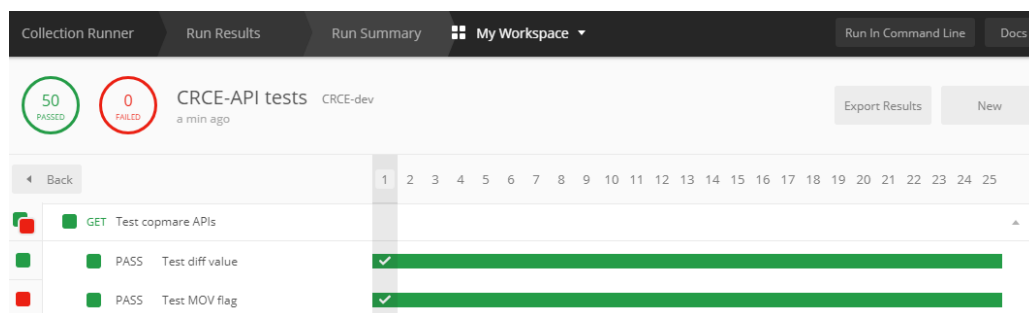 Collection Runner Run Results Run Summary My Workspace Run In Command Line Docs
50 PASSED 0 FAILED CRCE-API tests CRCE-dev Export Results New
a min ago
Back 1 2 3 4 5 6 7 8 9 10 11 12 13 14 15 16 17 18 19 20 21 22 23 24 25
GET Test copmare APIs
PASS Test diff value
PASS Test MOV flag